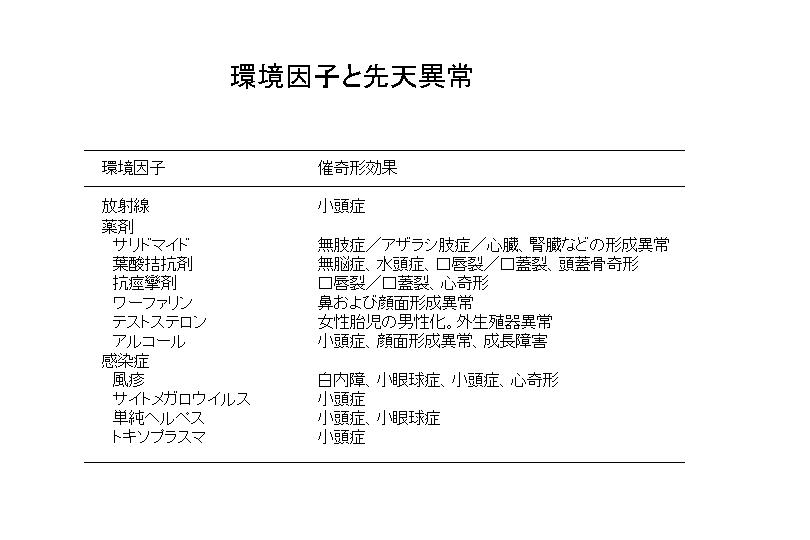 環境因子と先天異常
環境因子 催奇形効果
放射線 小頭症
薬剤
サリドマイド 無肢症／アザラシ肢症／心臓、腎臓などの形成異常
葉酸拮抗剤 無脳症、水頭症、口唇裂／口蓋裂、頭蓋骨奇形
抗痙攣剤 口唇裂／口蓋裂、心奇形
ワーファリン 鼻および顔面形成異常
テストステロン 女性胎児の男性化。外生殖器異常
アルコール 小頭症、顔面形成異常、成長障害
感染症
風疹 白内障、小眼球症、小頭症、心奇形
サイトメガロウイルス 小頭症
単純ヘルペス 小頭症、小眼球症
トキソプラスマ 小頭症